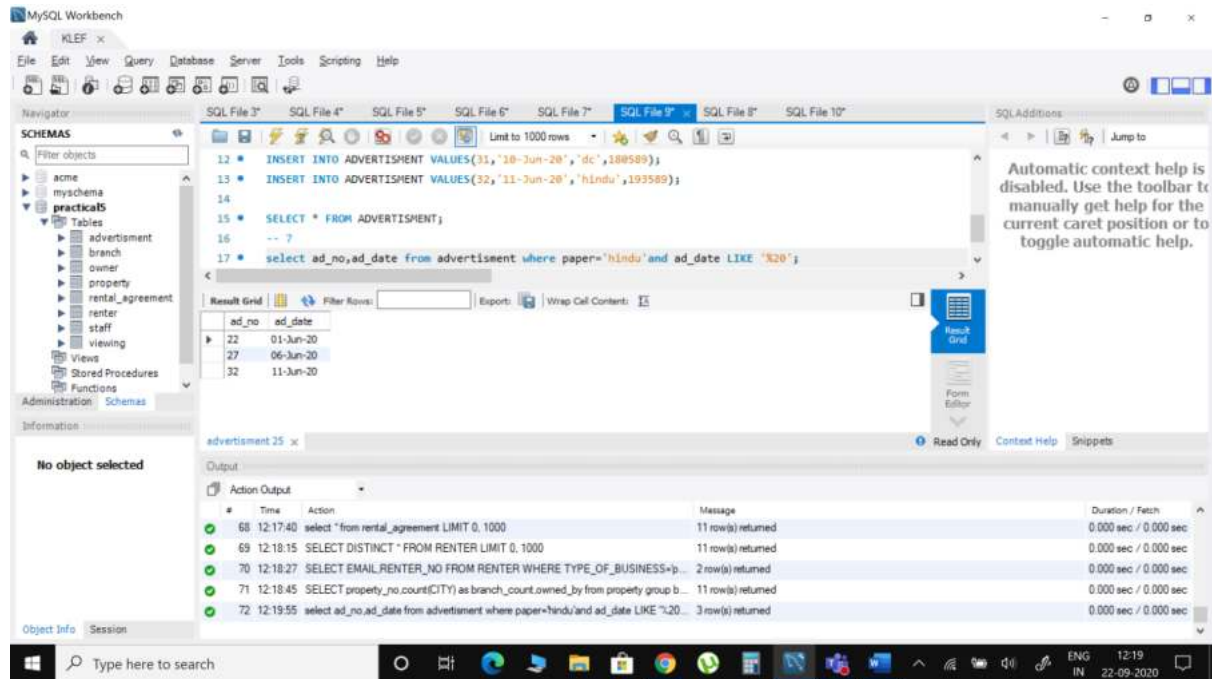 MySQL Workbench
KLEF ×
File Edit View Query Database Server Tools Scripting Help
Navigator
SCHEMAS
Filter objects
acme
myschema
practical5
Tables
advertisment
branch
owner
property
rental_agreement
renter
staff
viewing
Views
Stored Procedures
Functions
Administration Schemas
Information
No object selected
Object Info Session
SQL File 3* SQL File 4* SQL File 5* SQL File 6* SQL File 7* SQL File 9* × SQL File 8* SQL File 10*
Limit to 1000 rows
12 INSERT INTO ADVERTISMENT VALUES(31,'10-Jun-20','dc',180589);
13 INSERT INTO ADVERTISMENT VALUES(32,'11-Jun-20','hindu',193589);
14
15 SELECT * FROM ADVERTISMENT;
16 -- 7
17 select ad_no,ad_date from advertisment where paper='hindu'and ad_date LIKE '%20';
Result Grid Filter Rows: Export: Wrap Cell Content:
ad_no ad_date
22 01-Jun-20
27 06-Jun-20
32 11-Jun-20
Result Grid
Form Editor
advertisment 25 ×
Read Only
SQLAdditions
Jump to
Automatic context help is
disabled. Use the toolbar to
manually get help for the
current caret position or to
toggle automatic help.
Context Help Snippets
Output
Action Output
# Time Action Message Duration / Fetch
68 12:17:40 select * from rental_agreement LIMIT 0, 1000 11 row(s) returned 0.000 sec / 0.000 sec
69 12:18:15 SELECT DISTINCT * FROM RENTER LIMIT 0, 1000 11 row(s) returned 0.000 sec / 0.000 sec
70 12:18:27 SELECT EMAIL,RENTER_NO FROM RENTER WHERE TYPE_OF_BUSINESS='p... 2 row(s) returned 0.000 sec / 0.000 sec
71 12:18:45 SELECT property_no,count(CITY) as branch_count,owned_by from property group b... 11 row(s) returned 0.000 sec / 0.000 sec
72 12:19:55 select ad_no,ad_date from advertisment where paper='hindu'and ad_date LIKE '%20... 3 row(s) returned 0.000 sec / 0.000 sec
Type here to search
ENG
IN
12:19
22-09-2020